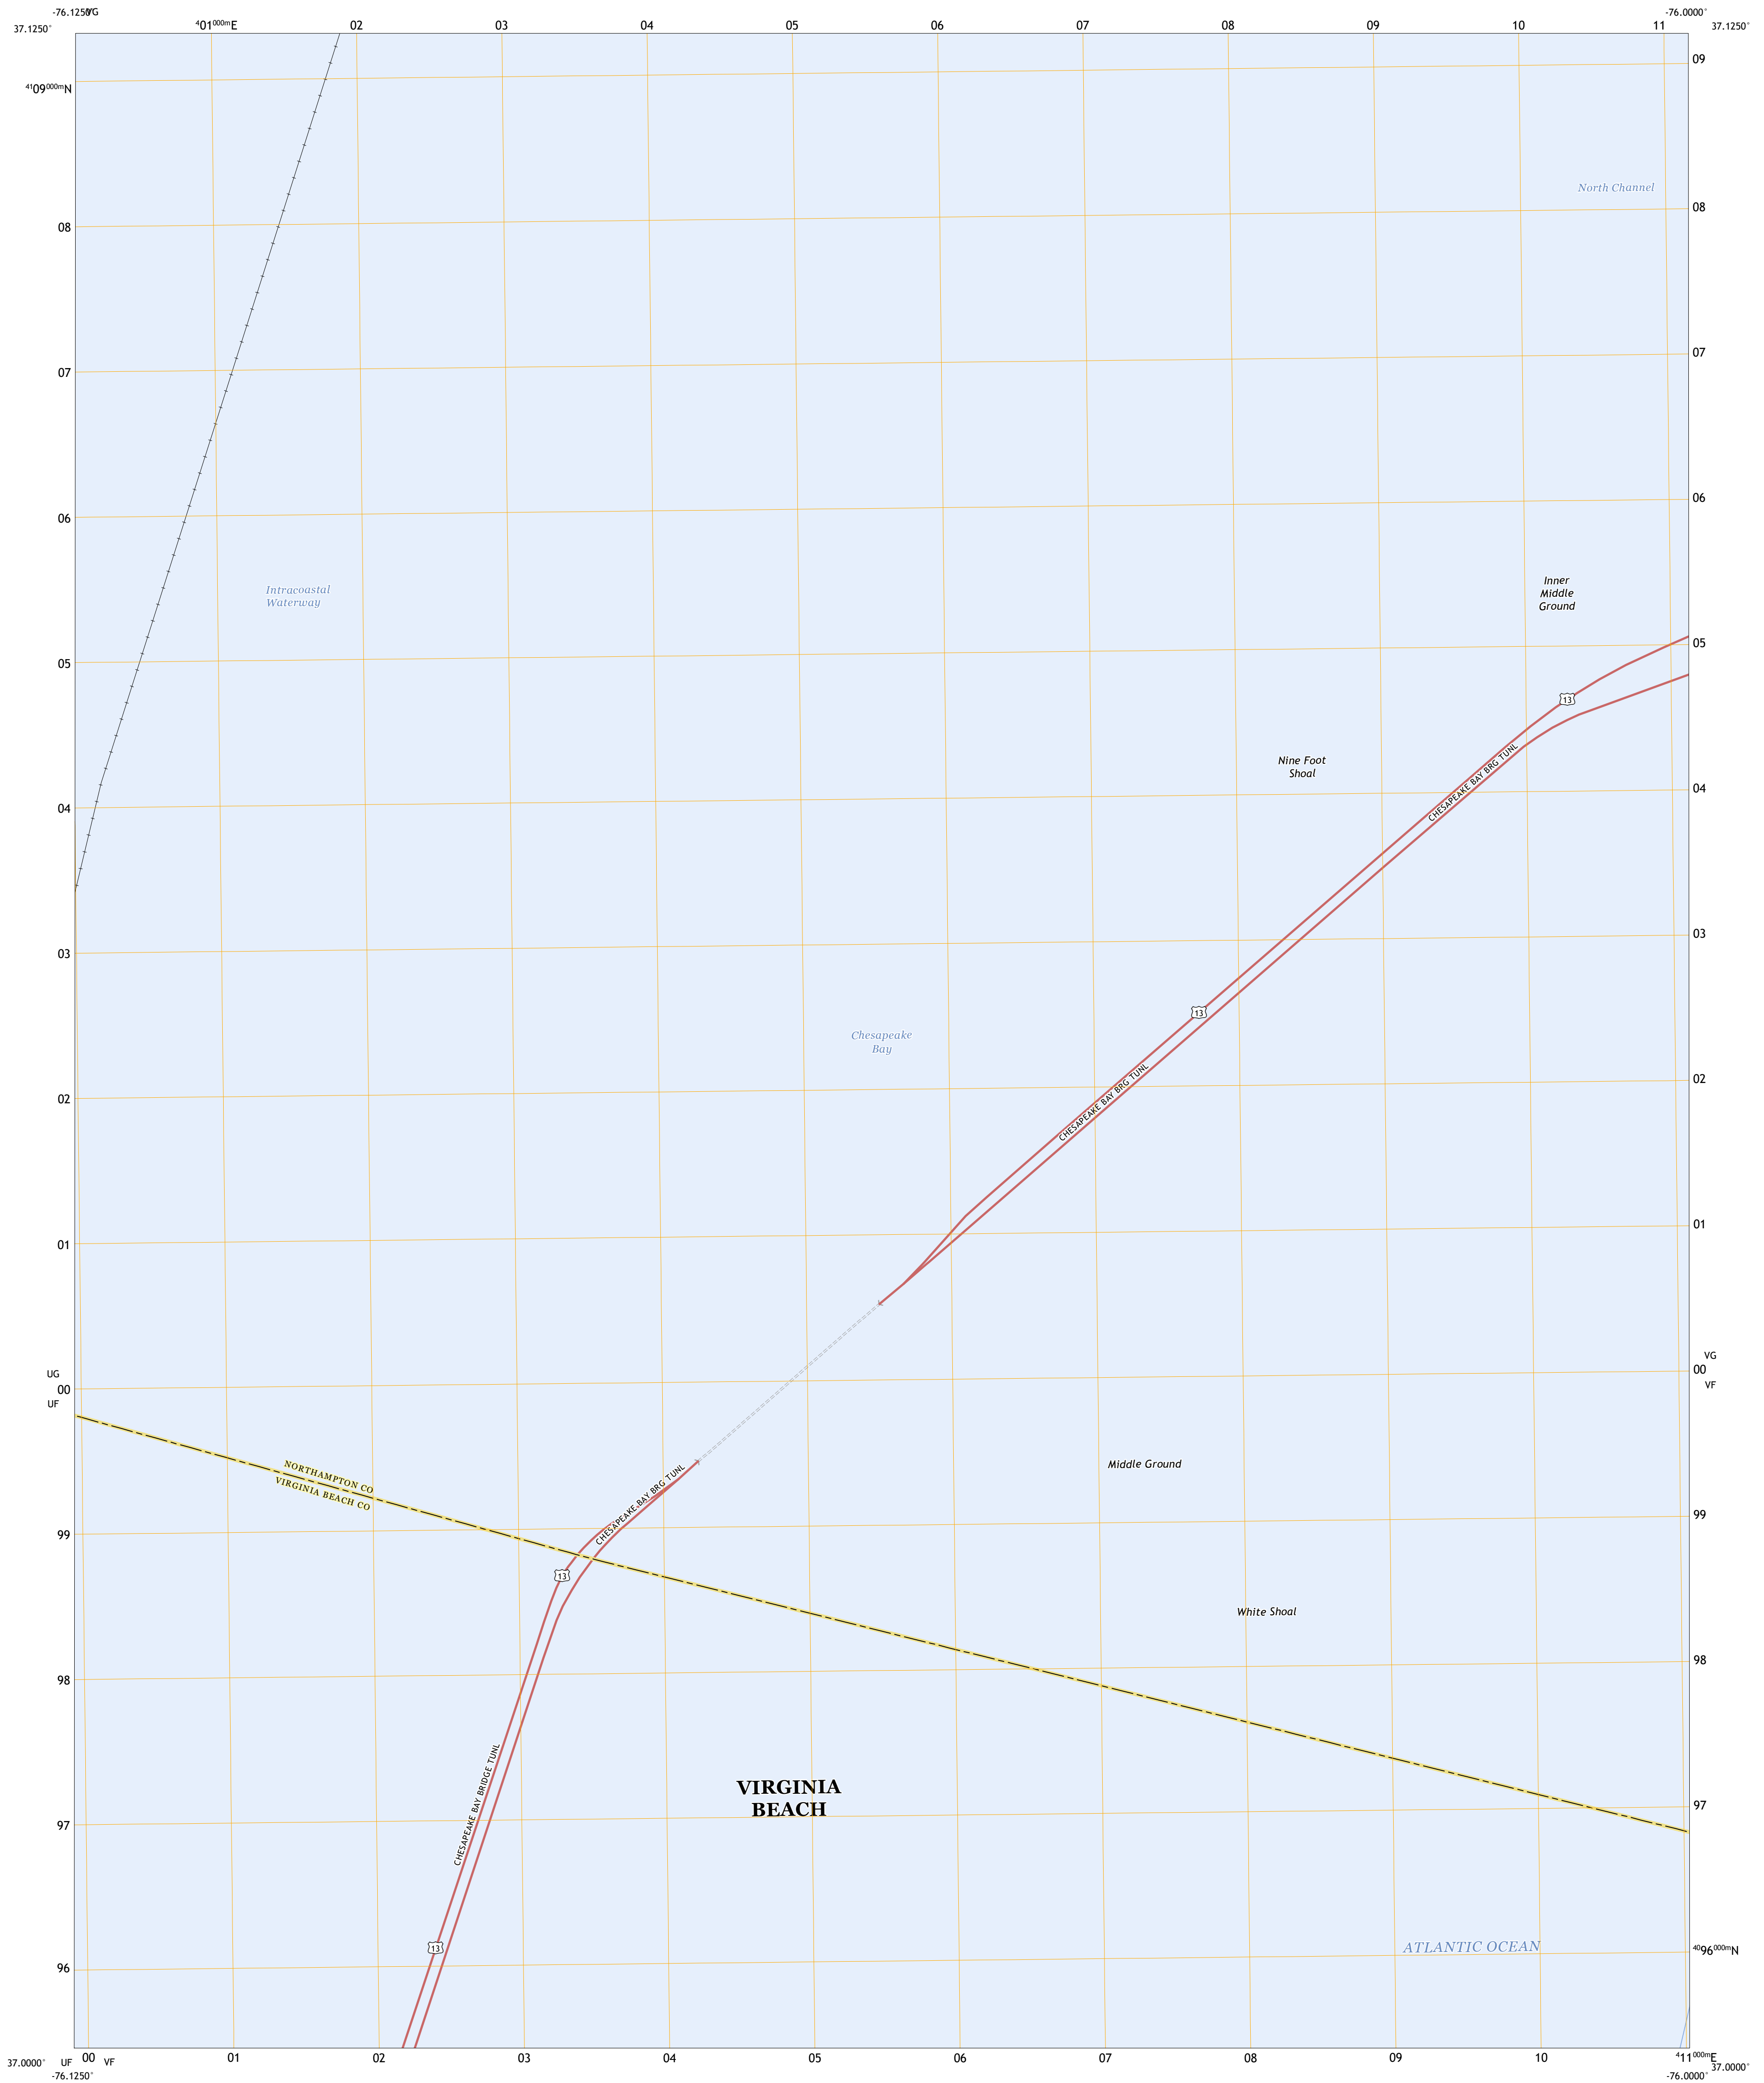 -76.1250°
VG
-76.0000°
37.1250°
⁴01⁰⁰⁰ᵐE
02
03
04
05
06
07
08
09
10
11
37.1250°
09
⁴¹09⁰⁰⁰ᵐN
North Channel
08
08
07
07
06
06
Inner
Middle
Ground
Intracoastal
Waterway
05
05
13
CHESAPEAKE BAY BRG TUNL
Nine Foot
Shoal
04
04
03
03
13
Chesapeake
Bay
CHESAPEAKE BAY BRG TUNL
02
02
01
01
UG
VG
00
00
UF
VF
NORTHAMPTON CO
VIRGINIA BEACH CO
CHESAPEAKE BAY BRG TUNL
Middle Ground
99
99
13
White Shoal
98
98
CHESAPEAKE BAY BRIDGE TUNL
VIRGINIA
BEACH
97
97
13
ATLANTIC OCEAN
⁴⁰96⁰⁰⁰ᵐN
96
37.0000°
UF
00
VF
01
02
03
04
05
06
07
08
09
10
⁴11⁰⁰⁰ᵐE
37.0000°
-76.1250°
-76.0000°